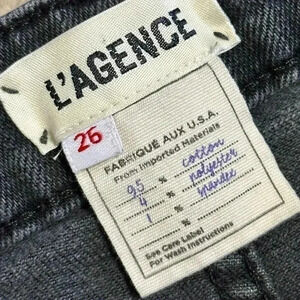 L'AGENCE
26
FABRIQUÉ AUX U.S.A.
From Imported Materials
95 % cotton
4 % polyester
1 % spandex
See Care Label
For Wash Instructions